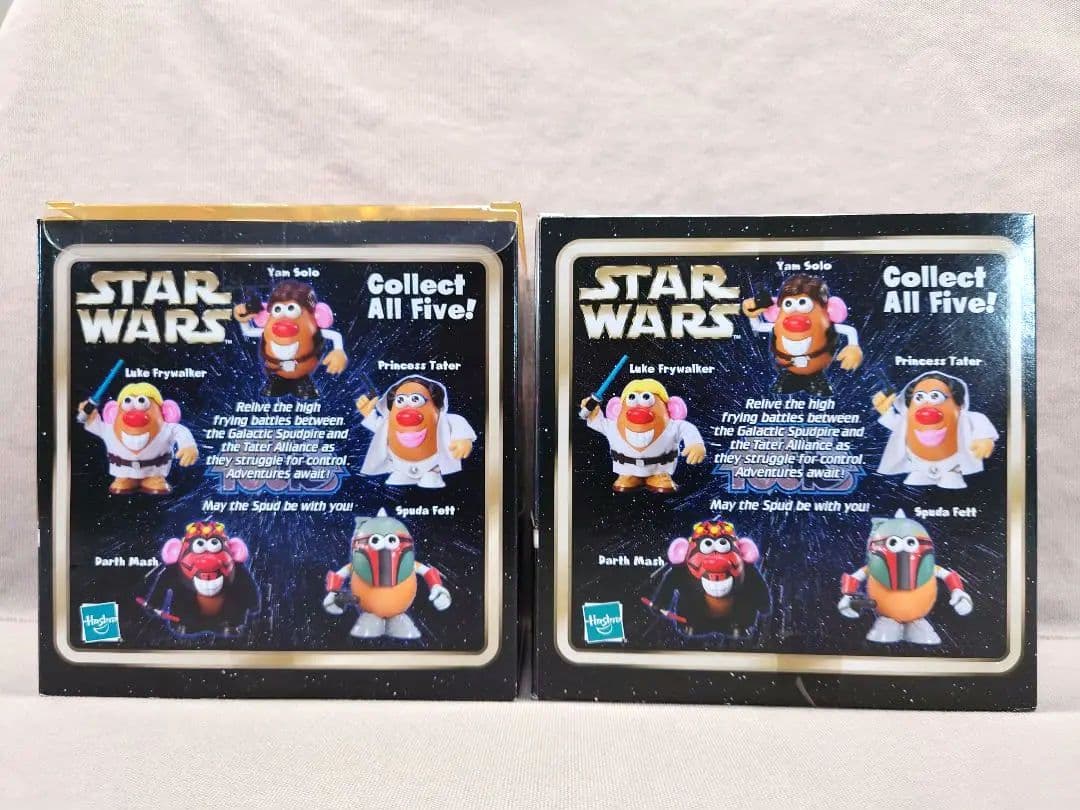 STAR
WARS
TM
Yam Solo
Collect
All Five!
Luke Frywalker
Princess Tater
Relive the high
frying battles between
the Galactic Spudpire and
the Tater Alliance as
they struggle for control.
Adventures await!
May the Spud be with you!
Darth Mash
Spuda Fett
Hasbro
STAR
WARS
TM
Yam Solo
Collect
All Five!
Luke Frywalker
Princess Tater
Relive the high
frying battles between
the Galactic Spudpire and
the Tater Alliance as
they struggle for control.
Adventures await!
May the Spud be with you!
Darth Mash
Spuda Fett
Hasbro